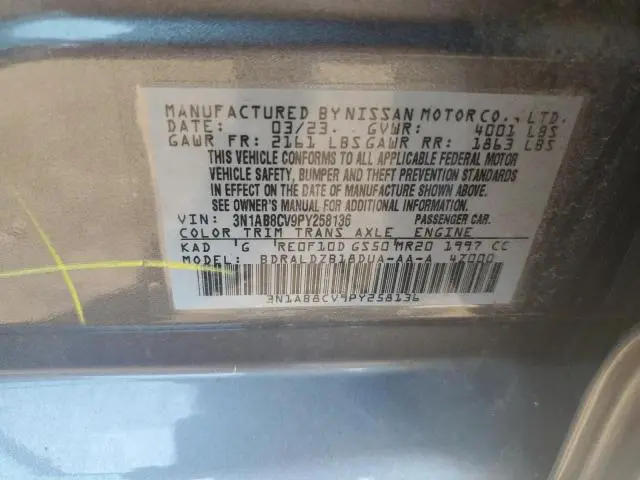 MANUFACTURED BY NISSAN MOTOR CO., LTD.
DATE: 03/23 GVWR: 4001 LBS
GAWR FR: 2161 LBS GAWR RR: 1863 LBS
THIS VEHICLE CONFORMS TO ALL APPLICABLE FEDERAL MOTOR
VEHICLE SAFETY, BUMPER AND THEFT PREVENTION STANDARDS
IN EFFECT ON THE DATE OF MANUFACTURE SHOWN ABOVE.
SEE OWNER'S MANUAL FOR ADDITIONAL INFORMATION.
VIN: 3N1AB8CV9PY258136 PASSENGER CAR.
COLOR TRIM TRANS AXLE ENGINE
KAD G RE0F10D GS50 MR20 1997 CC
MODEL: BDRALDZB18DUA-AA-A 4Z000
3N1AB8CV9PY258136